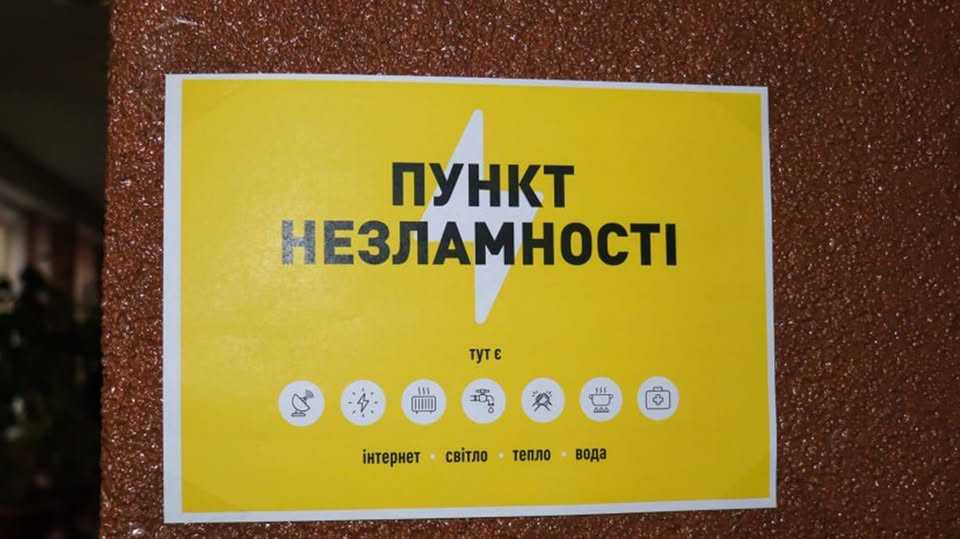 ПУНКТ
НЕЗЛАМНОСТІ
тут є
інтернет • світло • тепло • вода